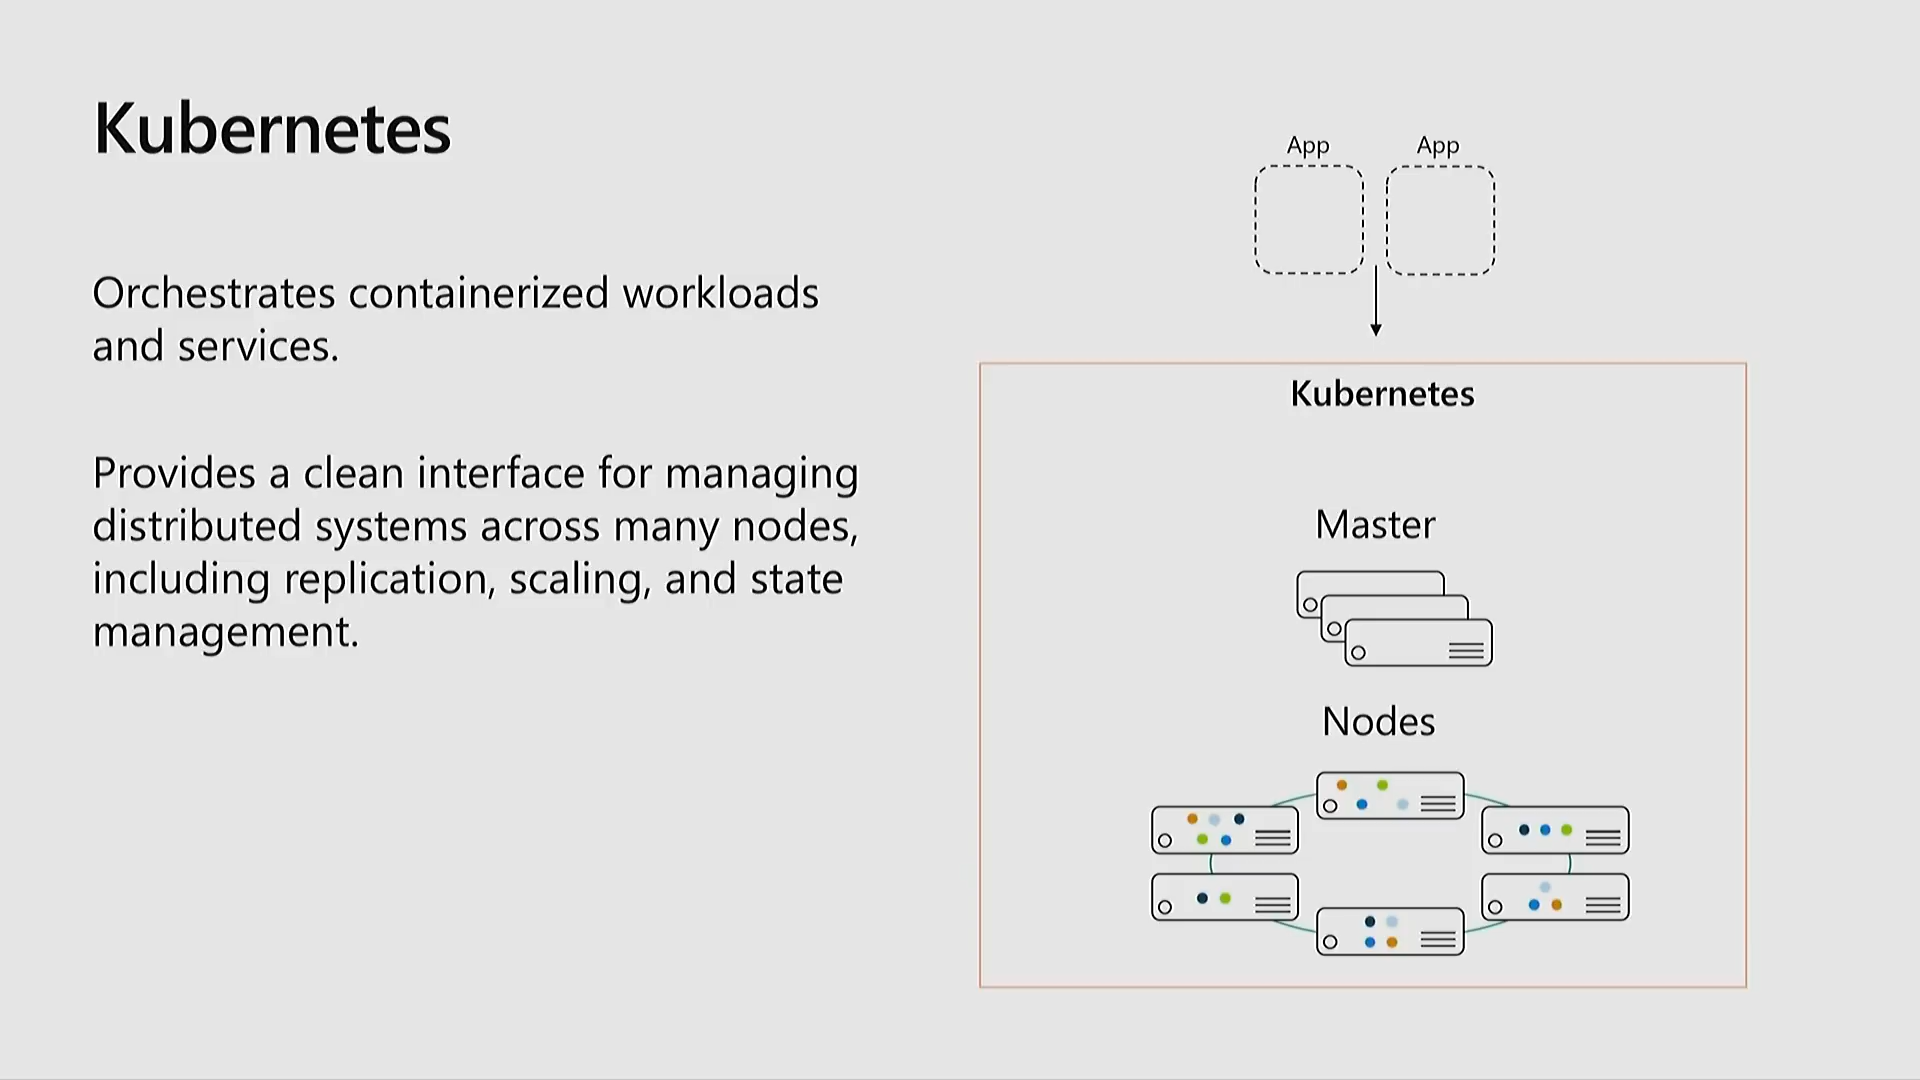 Kubernetes
Orchestrates containerized workloads
and services.
Provides a clean interface for managing
distributed systems across many nodes,
including replication, scaling, and state
management.
App App
Kubernetes
Master
Nodes